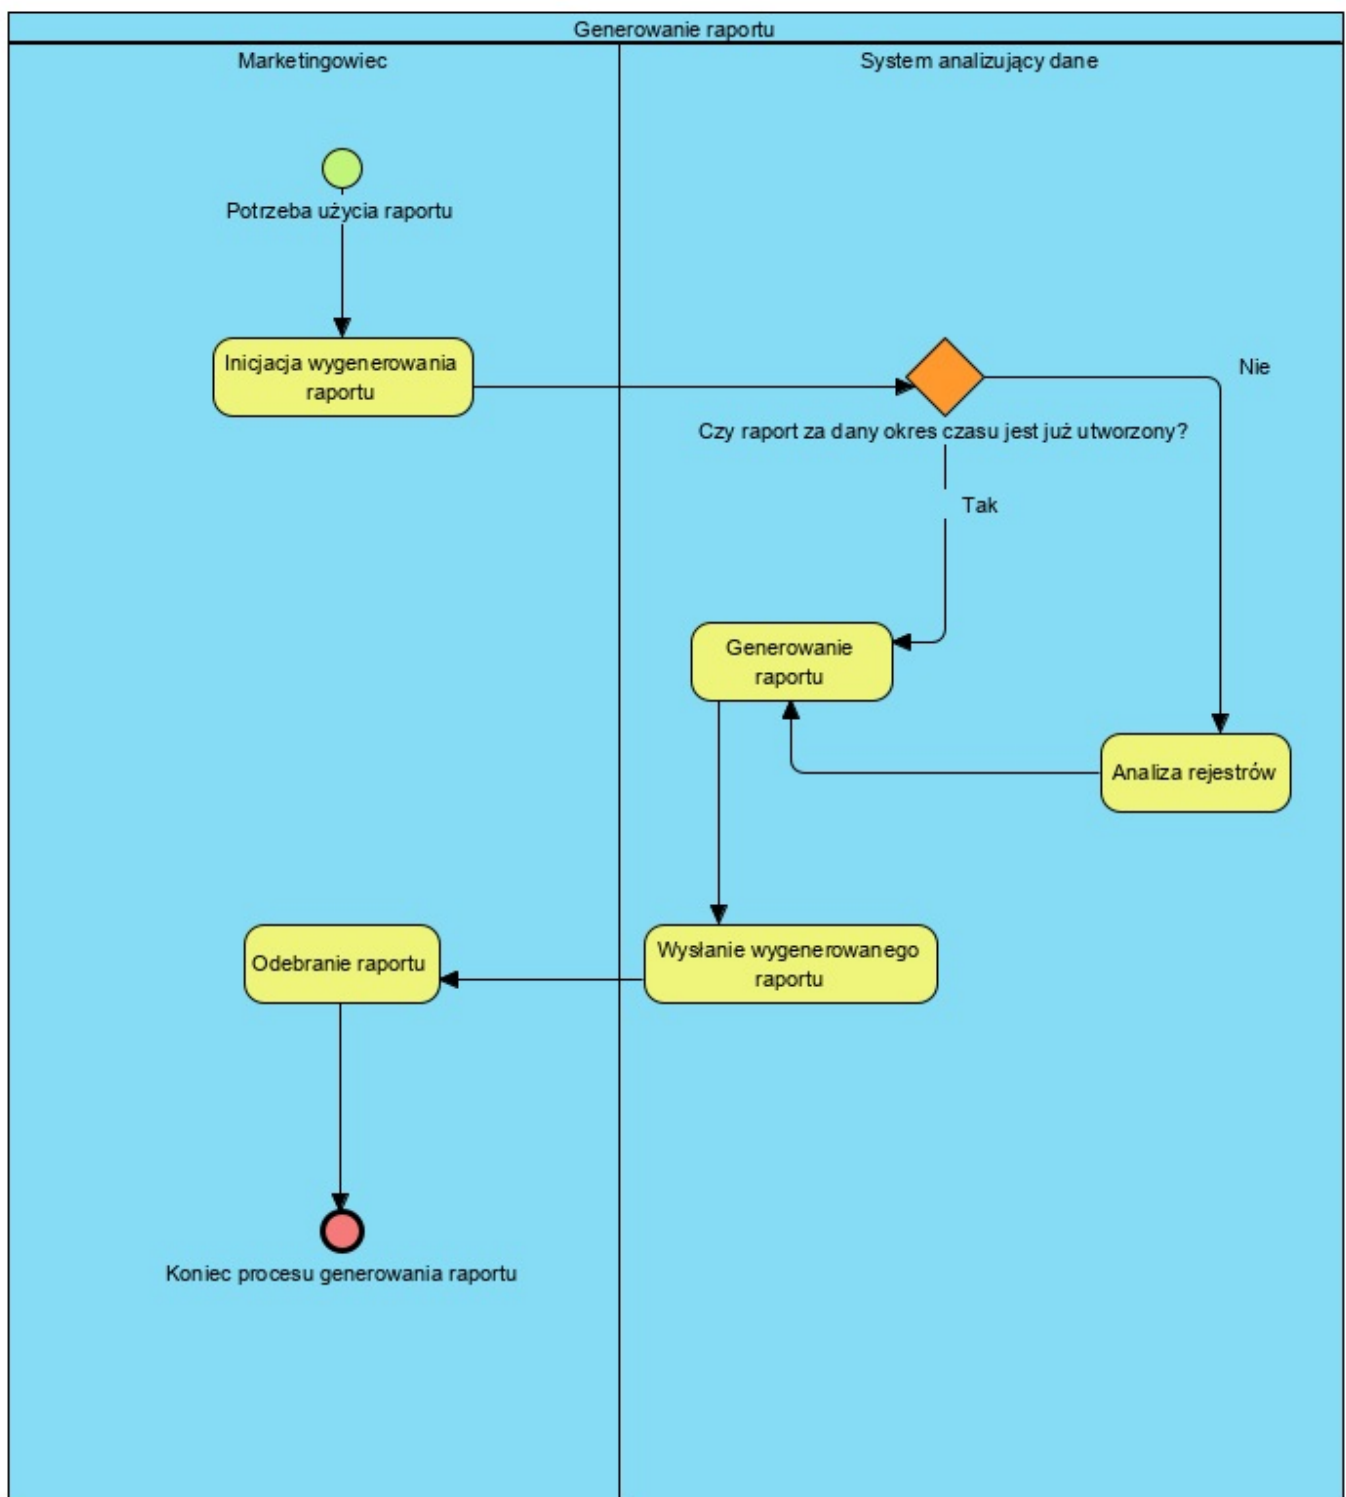 Generowanie raportu
Marketingowiec
System analizujący dane
Potrzeba użycia raportu
Inicjacja wygenerowania
raportu
Nie
Czy raport za dany okres czasu jest już utworzony?
Tak
Generowanie
raportu
Analiza rejestrów
Odebranie raportu
Wysłanie wygenerowanego
raportu
Koniec procesu generowania raportu